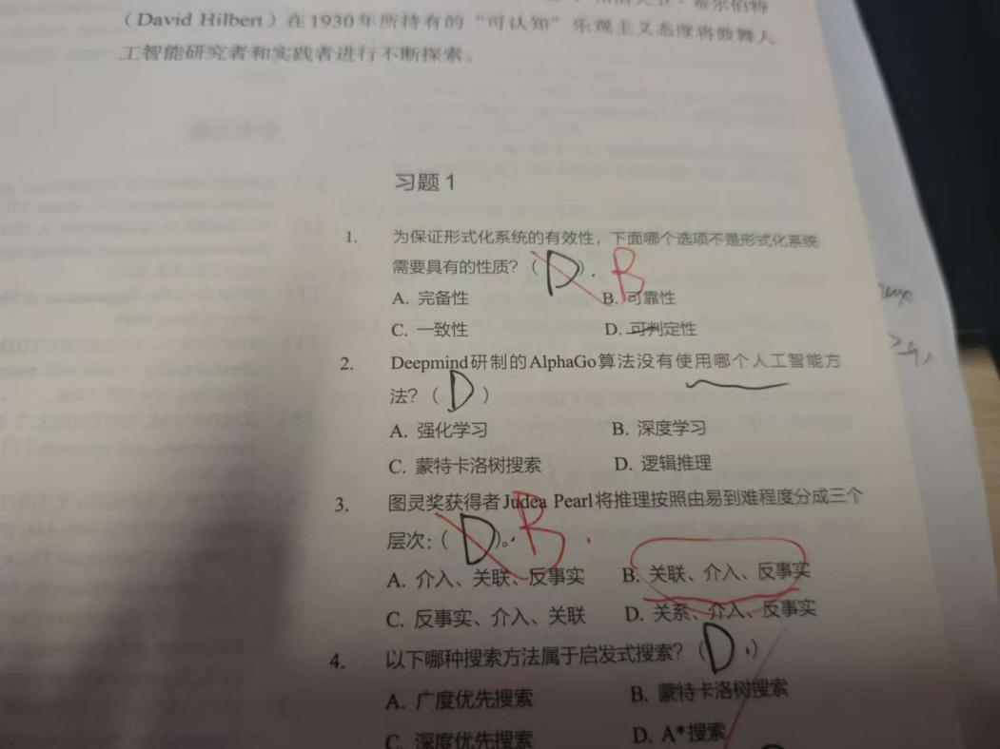 (David Hilbert)在1930年所持有的“可认知”乐观主义态度将鼓舞人
工智能研究者和实践者进行不断探索。
习题1
1. 为保证形式化系统的有效性，下面哪个选项不是形式化系统
需要具有的性质？( D ). B
A. 完备性 B. 可靠性
C. 一致性 D. 可判定性
2. Deepmind研制的AlphaGo算法没有使用哪个人工智能方
法？( D )
A. 强化学习 B. 深度学习
C. 蒙特卡洛树搜索 D. 逻辑推理
3. 图灵奖获得者Judea Pearl将推理按照由易到难程度分成三个
层次：( D )。 B.
A. 介入、关联、反事实 B. 关联、介入、反事实
C. 反事实、介入、关联 D. 关系、介入、反事实
4. 以下哪种搜索方法属于启发式搜索？( D )
A. 广度优先搜索 B. 蒙特卡洛树搜索
C. 深度优先搜索 D. A*搜索